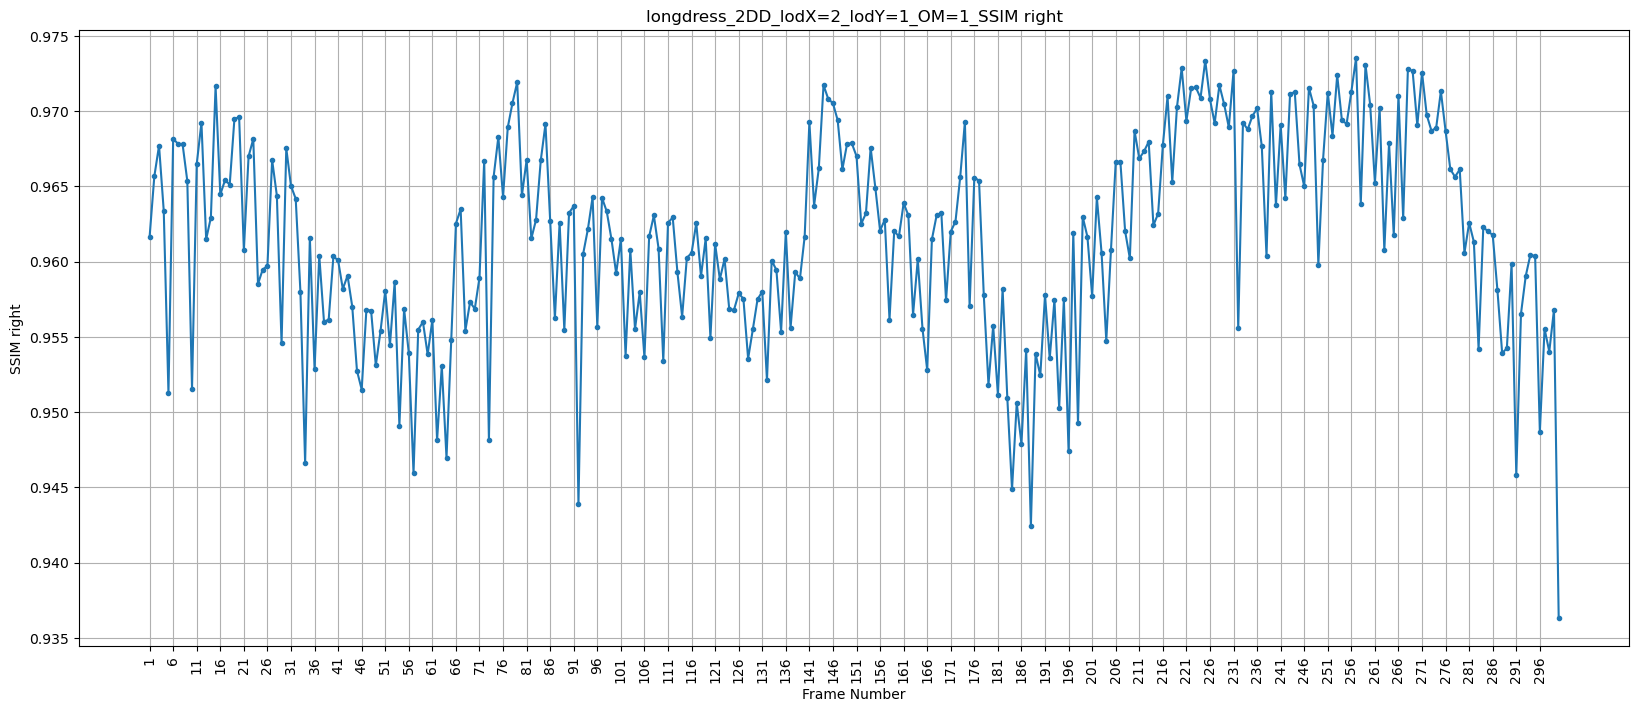 longdress_2DD_lodX=2_lodY=1_OM=1_SSIM right
0.975
0.970
0.965
0.960
0.955
0.950
0.945
0.940
0.935
SSIM right
1 6 11 16 21 26 31 36 41 46 51 56 61 66 71 76 81 86 91 96 101 106 111 116 121 126 131 136 141 146 151 156 161 166 171 176 181 186 191 196 201 206 211 216 221 226 231 236 241 246 251 256 261 266 271 276 281 286 291 296
Frame Number